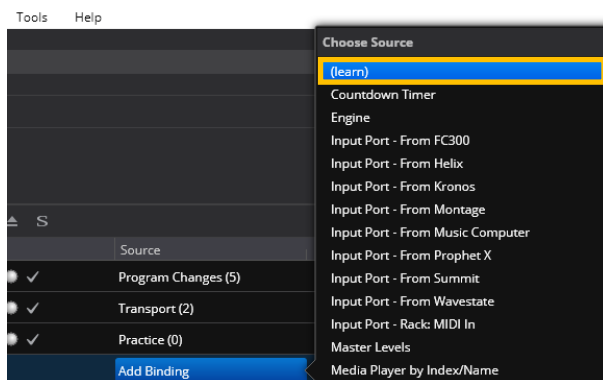 Tools Help
S
Source
Program Changes (5)
Transport (2)
Practice (0)
Add Binding
Choose Source
(learn)
Countdown Timer
Engine
Input Port - From FC300
Input Port - From Helix
Input Port - From Kronos
Input Port - From Montage
Input Port - From Music Computer
Input Port - From Prophet X
Input Port - From Summit
Input Port - From Wavestate
Input Port - Rack: MIDI In
Master Levels
Media Player by Index/Name